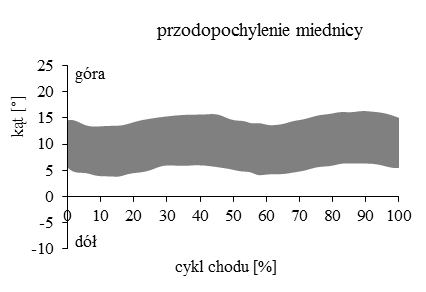 przodopochylenie miednicy
25
góra
20
15
10
5
0
-5
-10
kąt [°]
0 10 20 30 40 50 60 70 80 90 100
dół
cykl chodu [%]